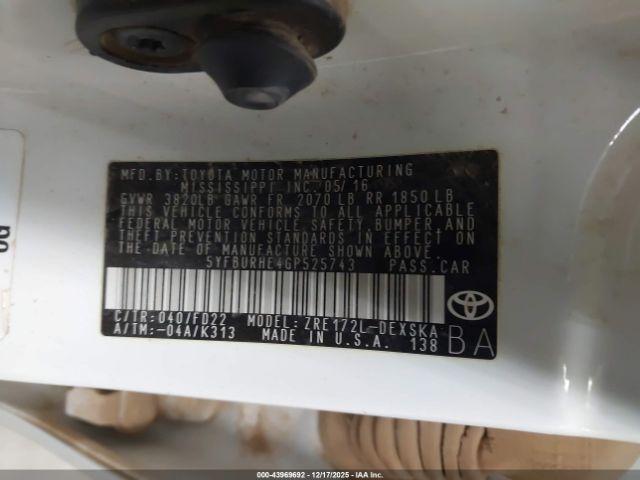 MFD.BY:TOYOTA MOTOR MANUFACTURING
MISSISSIPPI INC. 05/16
GVWR 3820LB GAWR FR 2070 LB RR 1850 LB
THIS VEHICLE CONFORMS TO ALL APPLICABLE
FEDERAL MOTOR VEHICLE SAFETY, BUMPER, AND
THEFT PREVENTION STANDARDS IN EFFECT ON
THE DATE OF MANUFACTURE SHOWN ABOVE.
5YFBURHE4GP525743 PASS.CAR
C/TR:040/FD22 MODEL: ZRE172L-DEXSKA
A/TM:-04A/K313 MADE IN U.S.A. 138 BA
00-43969692 - 12/17/2025 - IAAI.COM